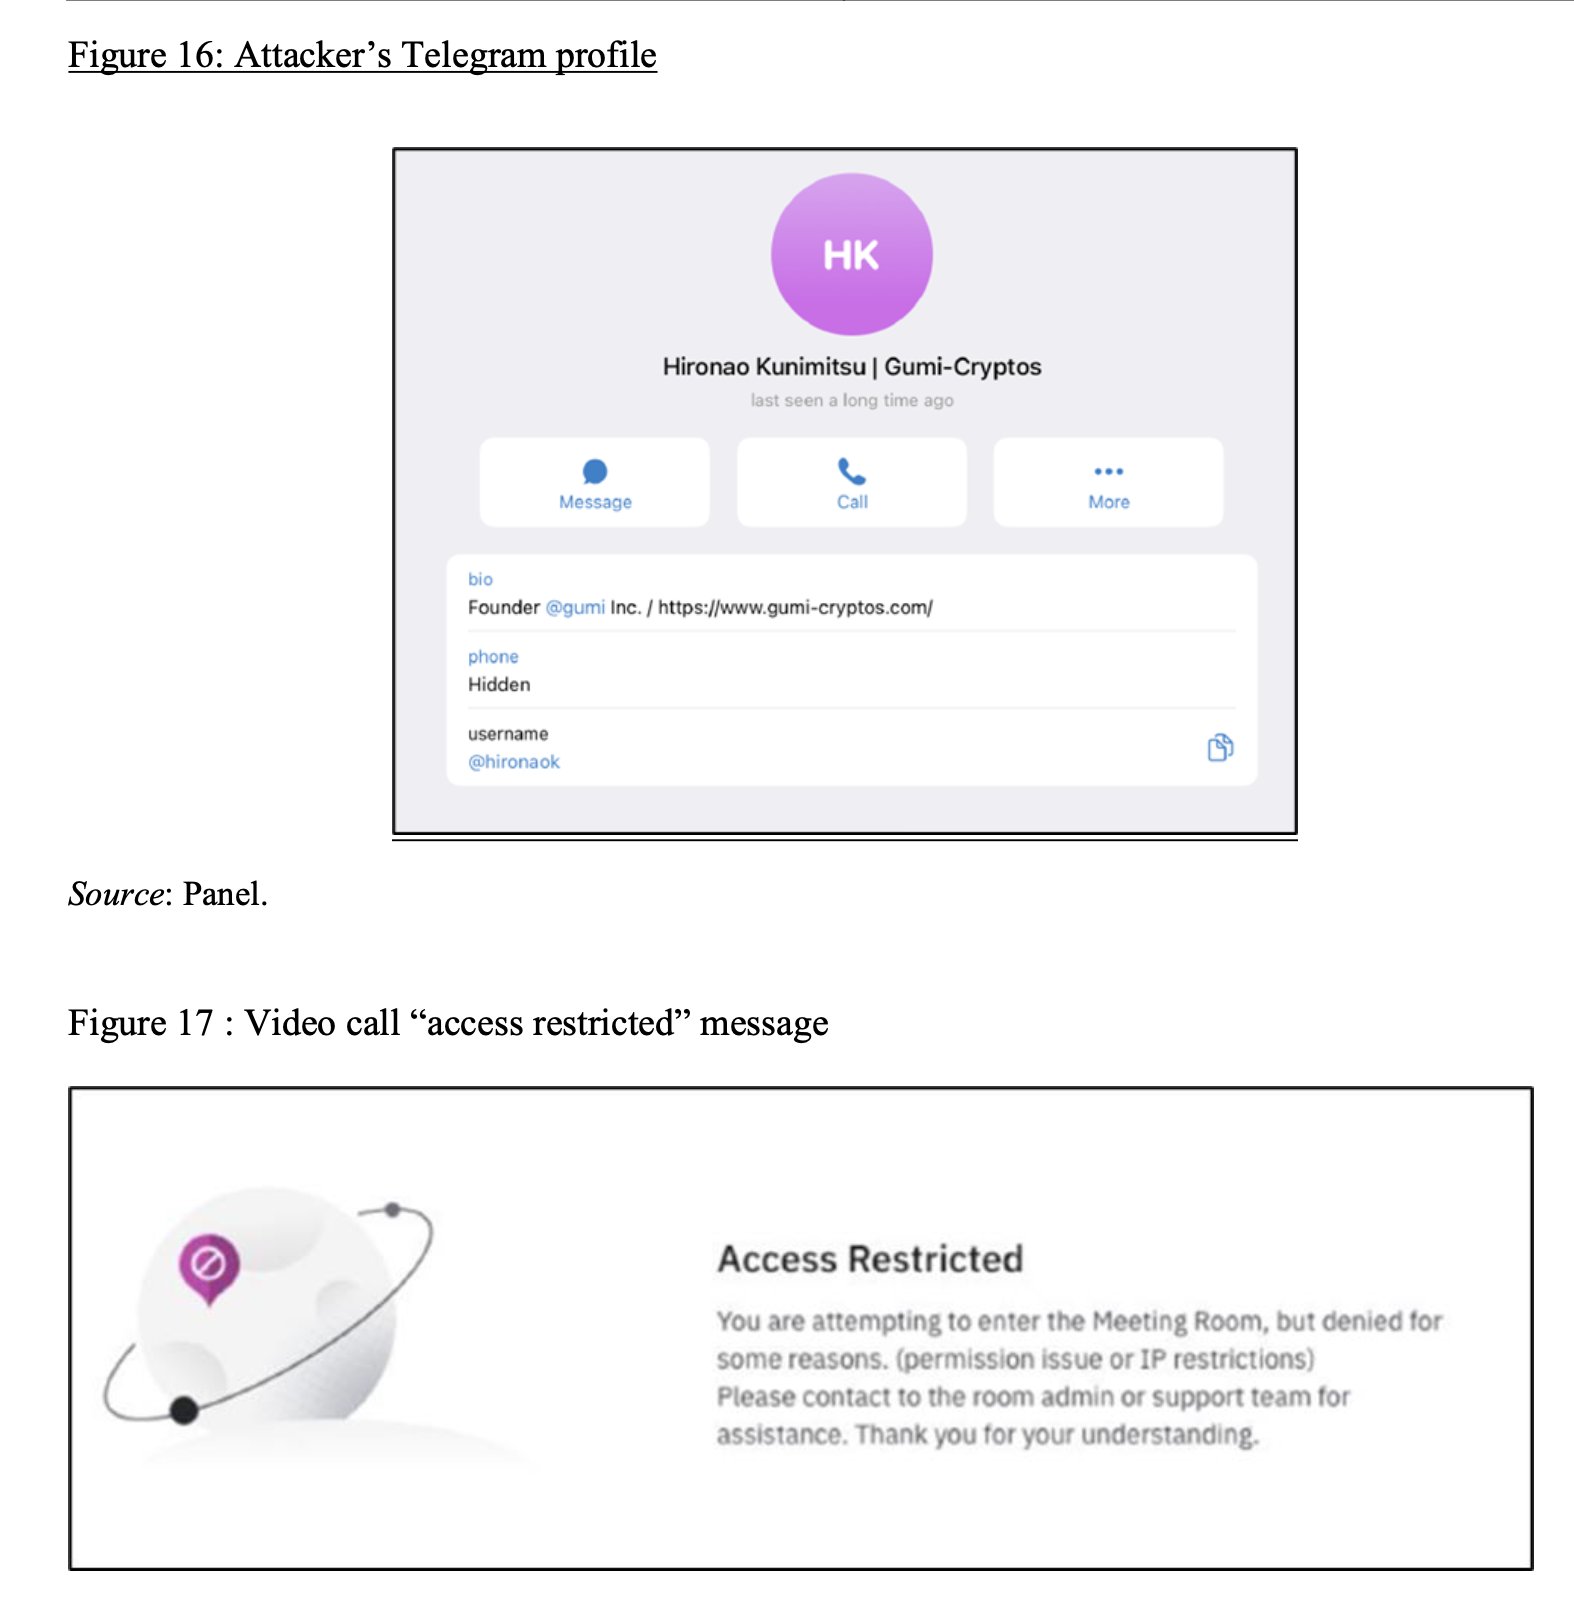 Figure 16: Attacker’s Telegram profile
HK
Hironao Kunimitsu | Gumi-Cryptos
last seen a long time ago
Message
Call
More
bio
Founder @gumi Inc. / https://www.gumi-cryptos.com/
phone
Hidden
username
@hironaok
Source: Panel.
Figure 17 : Video call “access restricted” message
Access Restricted
You are attempting to enter the Meeting Room, but denied for
some reasons. (permission issue or IP restrictions)
Please contact to the room admin or support team for
assistance. Thank you for your understanding.